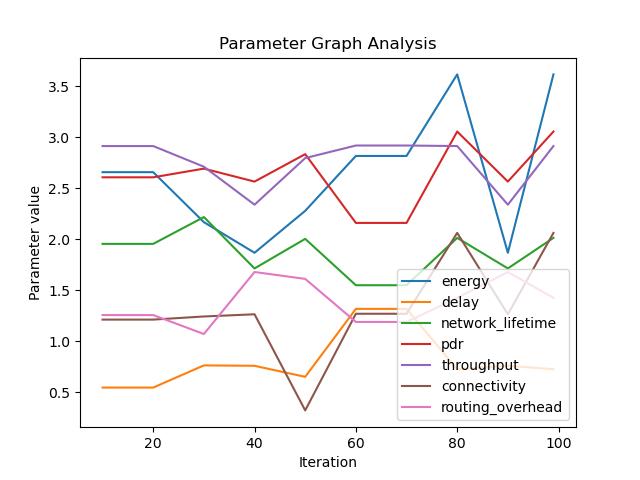 Parameter Graph Analysis
3.5
3.0
2.5
2.0
1.5
1.0
0.5
Parameter value
energy
delay
network_lifetime
pdr
throughput
connectivity
routing_overhead
20 40 60 80 100
Iteration